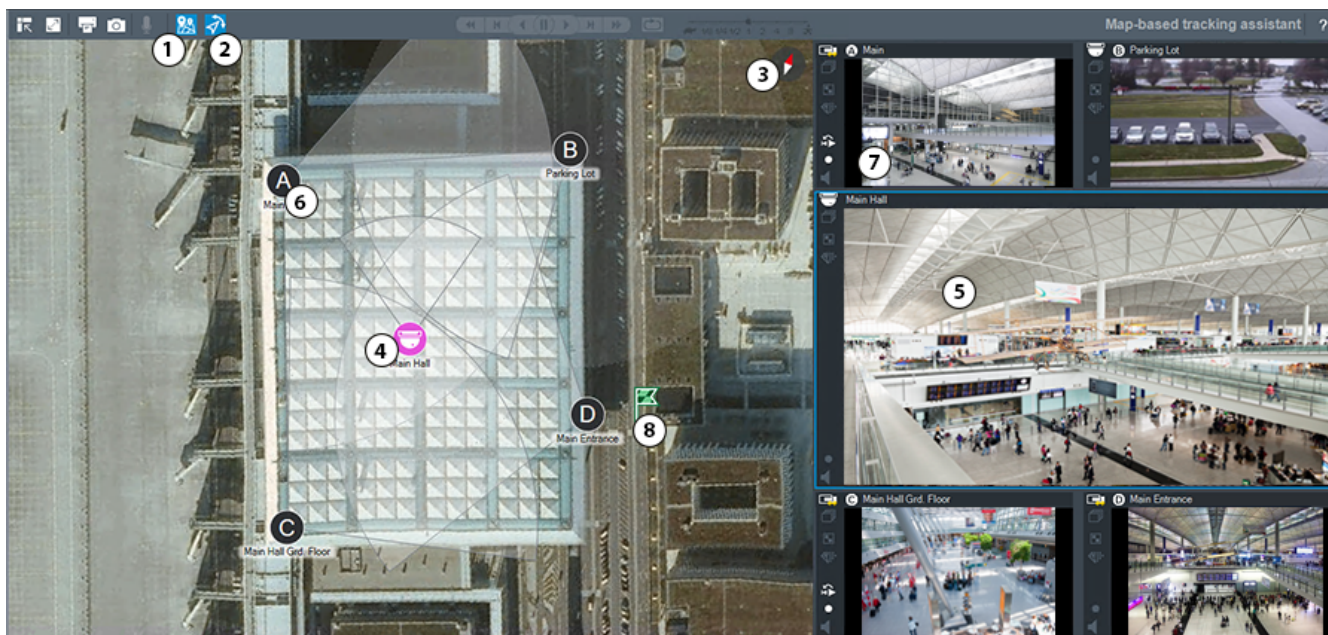 Map-based tracking assistant ?
1
2
3
A Main
B Parking Lot
7
B
Parking Lot
A
6
Main Hall
5
4
Main Hall
D
Main Entrance
8
C
Main Hall Grd. Floor
C Main Hall Grd. Floor
D Main Entrance